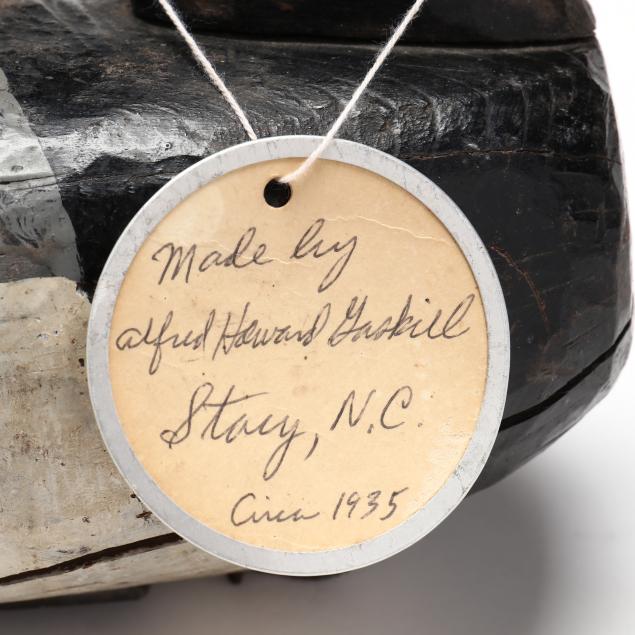 Made by
Alfred Howard Gaskill
Stacy, N.C.
Circa 1935